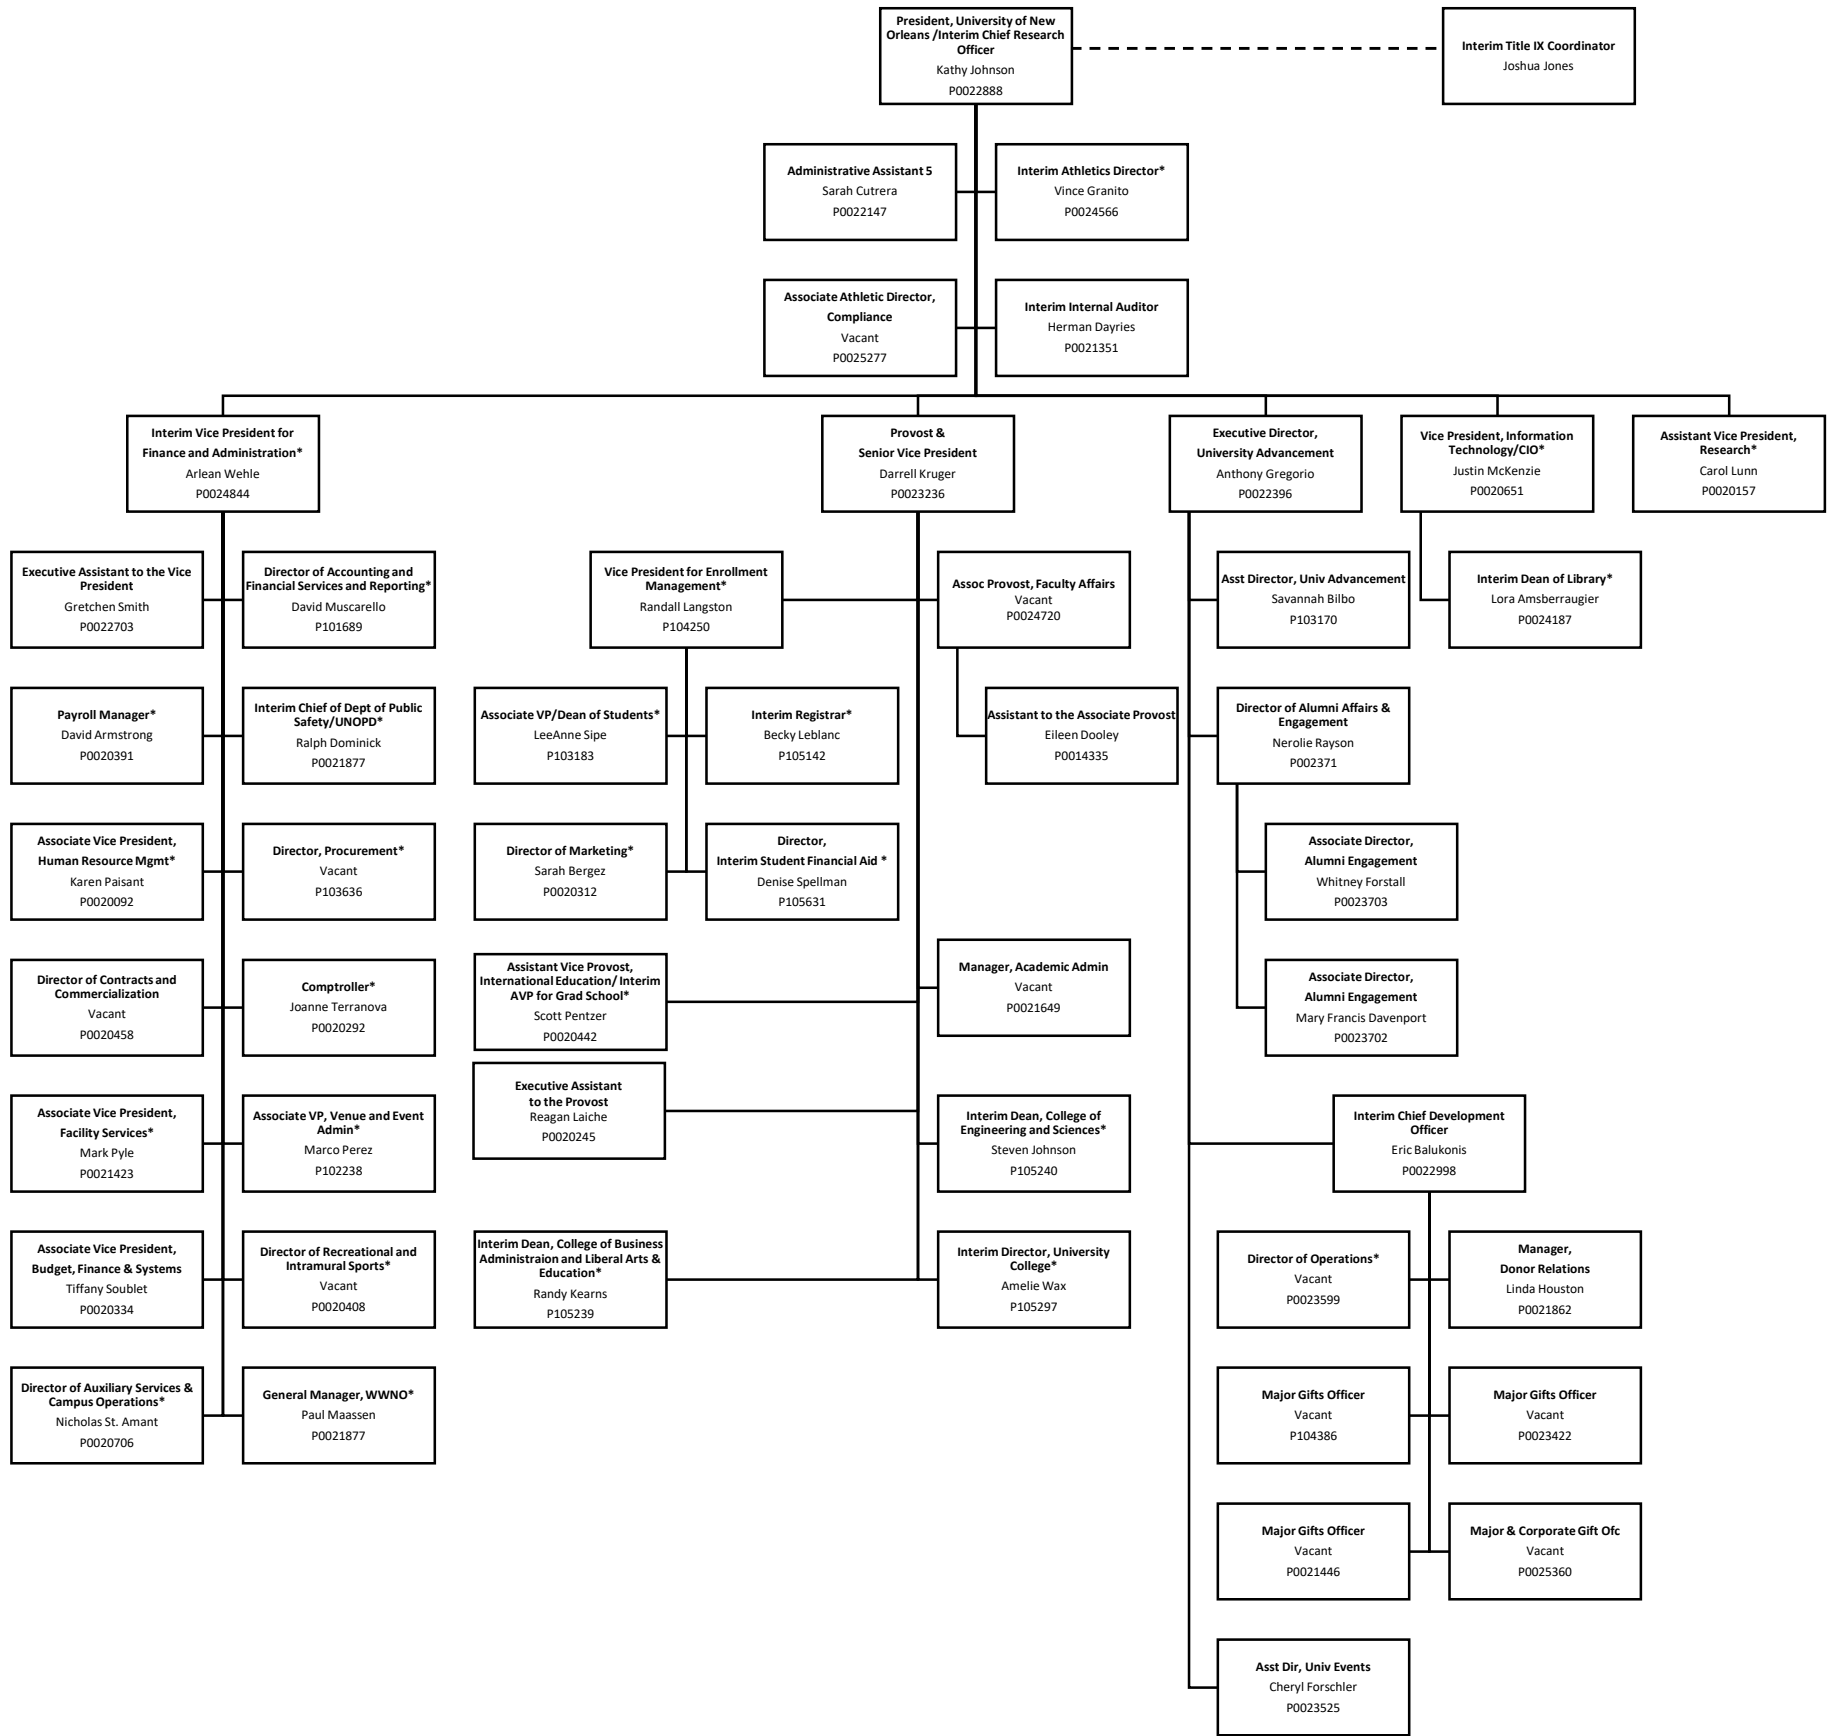 President, University of New
Orleans /Interim Chief Research
Officer
Kathy Johnson
P0022888
Interim Title IX Coordinator
Joshua Jones
Administrative Assistant 5
Sarah Cutrera
P0022147
Interim Athletics Director*
Vince Granito
P0024566
Associate Athletic Director,
Compliance
Vacant
P0025277
Interim Internal Auditor
Herman Dayries
P0021351
Interim Vice President for
Finance and Administration*
Arlean Wehle
P0024844
Provost &
Senior Vice President
Darrell Kruger
P0023236
Executive Director,
University Advancement
Anthony Gregorio
P0022396
Vice President, Information
Technology/CIO*
Justin McKenzie
P0020651
Assistant Vice President,
Research*
Carol Lunn
P0020157
Executive Assistant to the Vice
President
Gretchen Smith
P0022703
Director of Accounting and
Financial Services and Reporting*
David Muscarello
P101689
Vice President for Enrollment
Management*
Randall Langston
P104250
Assoc Provost, Faculty Affairs
Vacant
P0024720
Asst Director, Univ Advancement
Savannah Bilbo
P103170
Interim Dean of Library*
Lora Amsberraugier
P0024187
Payroll Manager*
David Armstrong
P0020391
Interim Chief of Dept of Public
Safety/UNOPD*
Ralph Dominick
P0021877
Associate VP/Dean of Students*
LeeAnne Sipe
P103183
Interim Registrar*
Becky Leblanc
P105142
Assistant to the Associate Provost
Eileen Dooley
P0014335
Director of Alumni Affairs &
Engagement
Nerolie Rayson
P002371
Associate Vice President,
Human Resource Mgmt*
Karen Paisant
P0020092
Director, Procurement*
Vacant
P103636
Director of Marketing*
Sarah Bergez
P0020312
Director,
Interim Student Financial Aid *
Denise Spellman
P105631
Associate Director,
Alumni Engagement
Whitney Forstall
P0023703
Director of Contracts and
Commercialization
Vacant
P0020458
Comptroller*
Joanne Terranova
P0020292
Assistant Vice Provost,
International Education/ Interim
AVP for Grad School*
Scott Pentzer
P0020442
Manager, Academic Admin
Vacant
P0021649
Associate Director,
Alumni Engagement
Mary Francis Davenport
P0023702
Executive Assistant
to the Provost
Reagan Laiche
P0020245
Associate Vice President,
Facility Services*
Mark Pyle
P0021423
Associate VP, Venue and Event
Admin*
Marco Perez
P102238
Interim Dean, College of
Engineering and Sciences*
Steven Johnson
P105240
Interim Chief Development
Officer
Eric Balukonis
P0022998
Associate Vice President,
Budget, Finance & Systems
Tiffany Soublet
P0020334
Director of Recreational and
Intramural Sports*
Vacant
P0020408
Interim Dean, College of Business
Administraion and Liberal Arts &
Education*
Randy Kearns
P105239
Interim Director, University
College*
Amelie Wax
P105297
Director of Operations*
Vacant
P0023599
Manager,
Donor Relations
Linda Houston
P0021862
Director of Auxiliary Services &
Campus Operations*
Nicholas St. Amant
P0020706
General Manager, WWNO*
Paul Maassen
P0021877
Major Gifts Officer
Vacant
P104386
Major Gifts Officer
Vacant
P0023422
Major Gifts Officer
Vacant
P0021446
Major & Corporate Gift Ofc
Vacant
P0025360
Asst Dir, Univ Events
Cheryl Forschler
P0023525